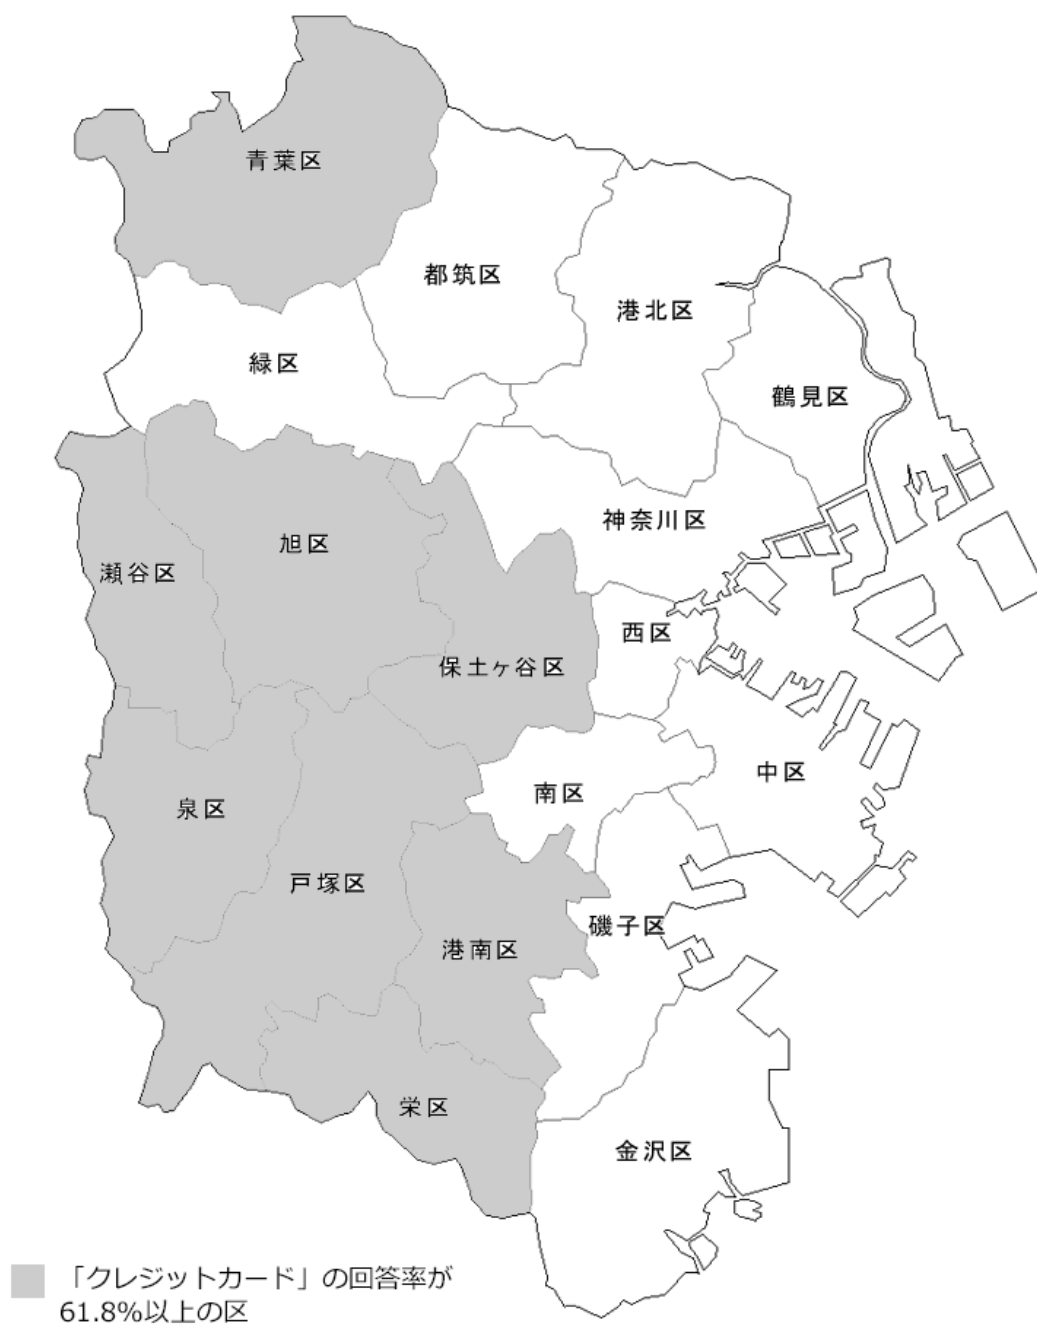 青葉区
都筑区
港北区
緑区
鶴見区
神奈川区
旭区
瀬谷区
西区
保土ヶ谷区
中区
南区
泉区
戸塚区
磯子区
港南区
栄区
金沢区
「クレジットカード」の回答率が
61.8%以上の区